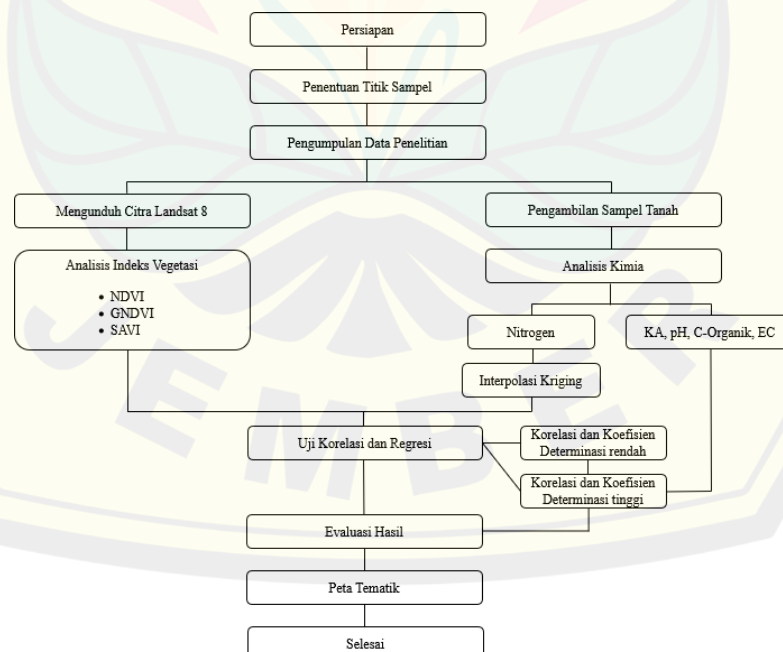 Persiapan
Penentuan Titik Sampel
Pengumpulan Data Penelitian
Mengunduh Citra Landsat 8
Pengambilan Sampel Tanah
Analisis Indeks Vegetasi
• NDVI
• GNDVI
• SAVI
Analisis Kimia
Nitrogen
KA, pH, C-Organik, EC
Interpolasi Kriging
Uji Korelasi dan Regresi
Korelasi dan Koefisien
Determinasi rendah
Korelasi dan Koefisien
Determinasi tinggi
Evaluasi Hasil
Peta Tematik
Selesai
JEMBER